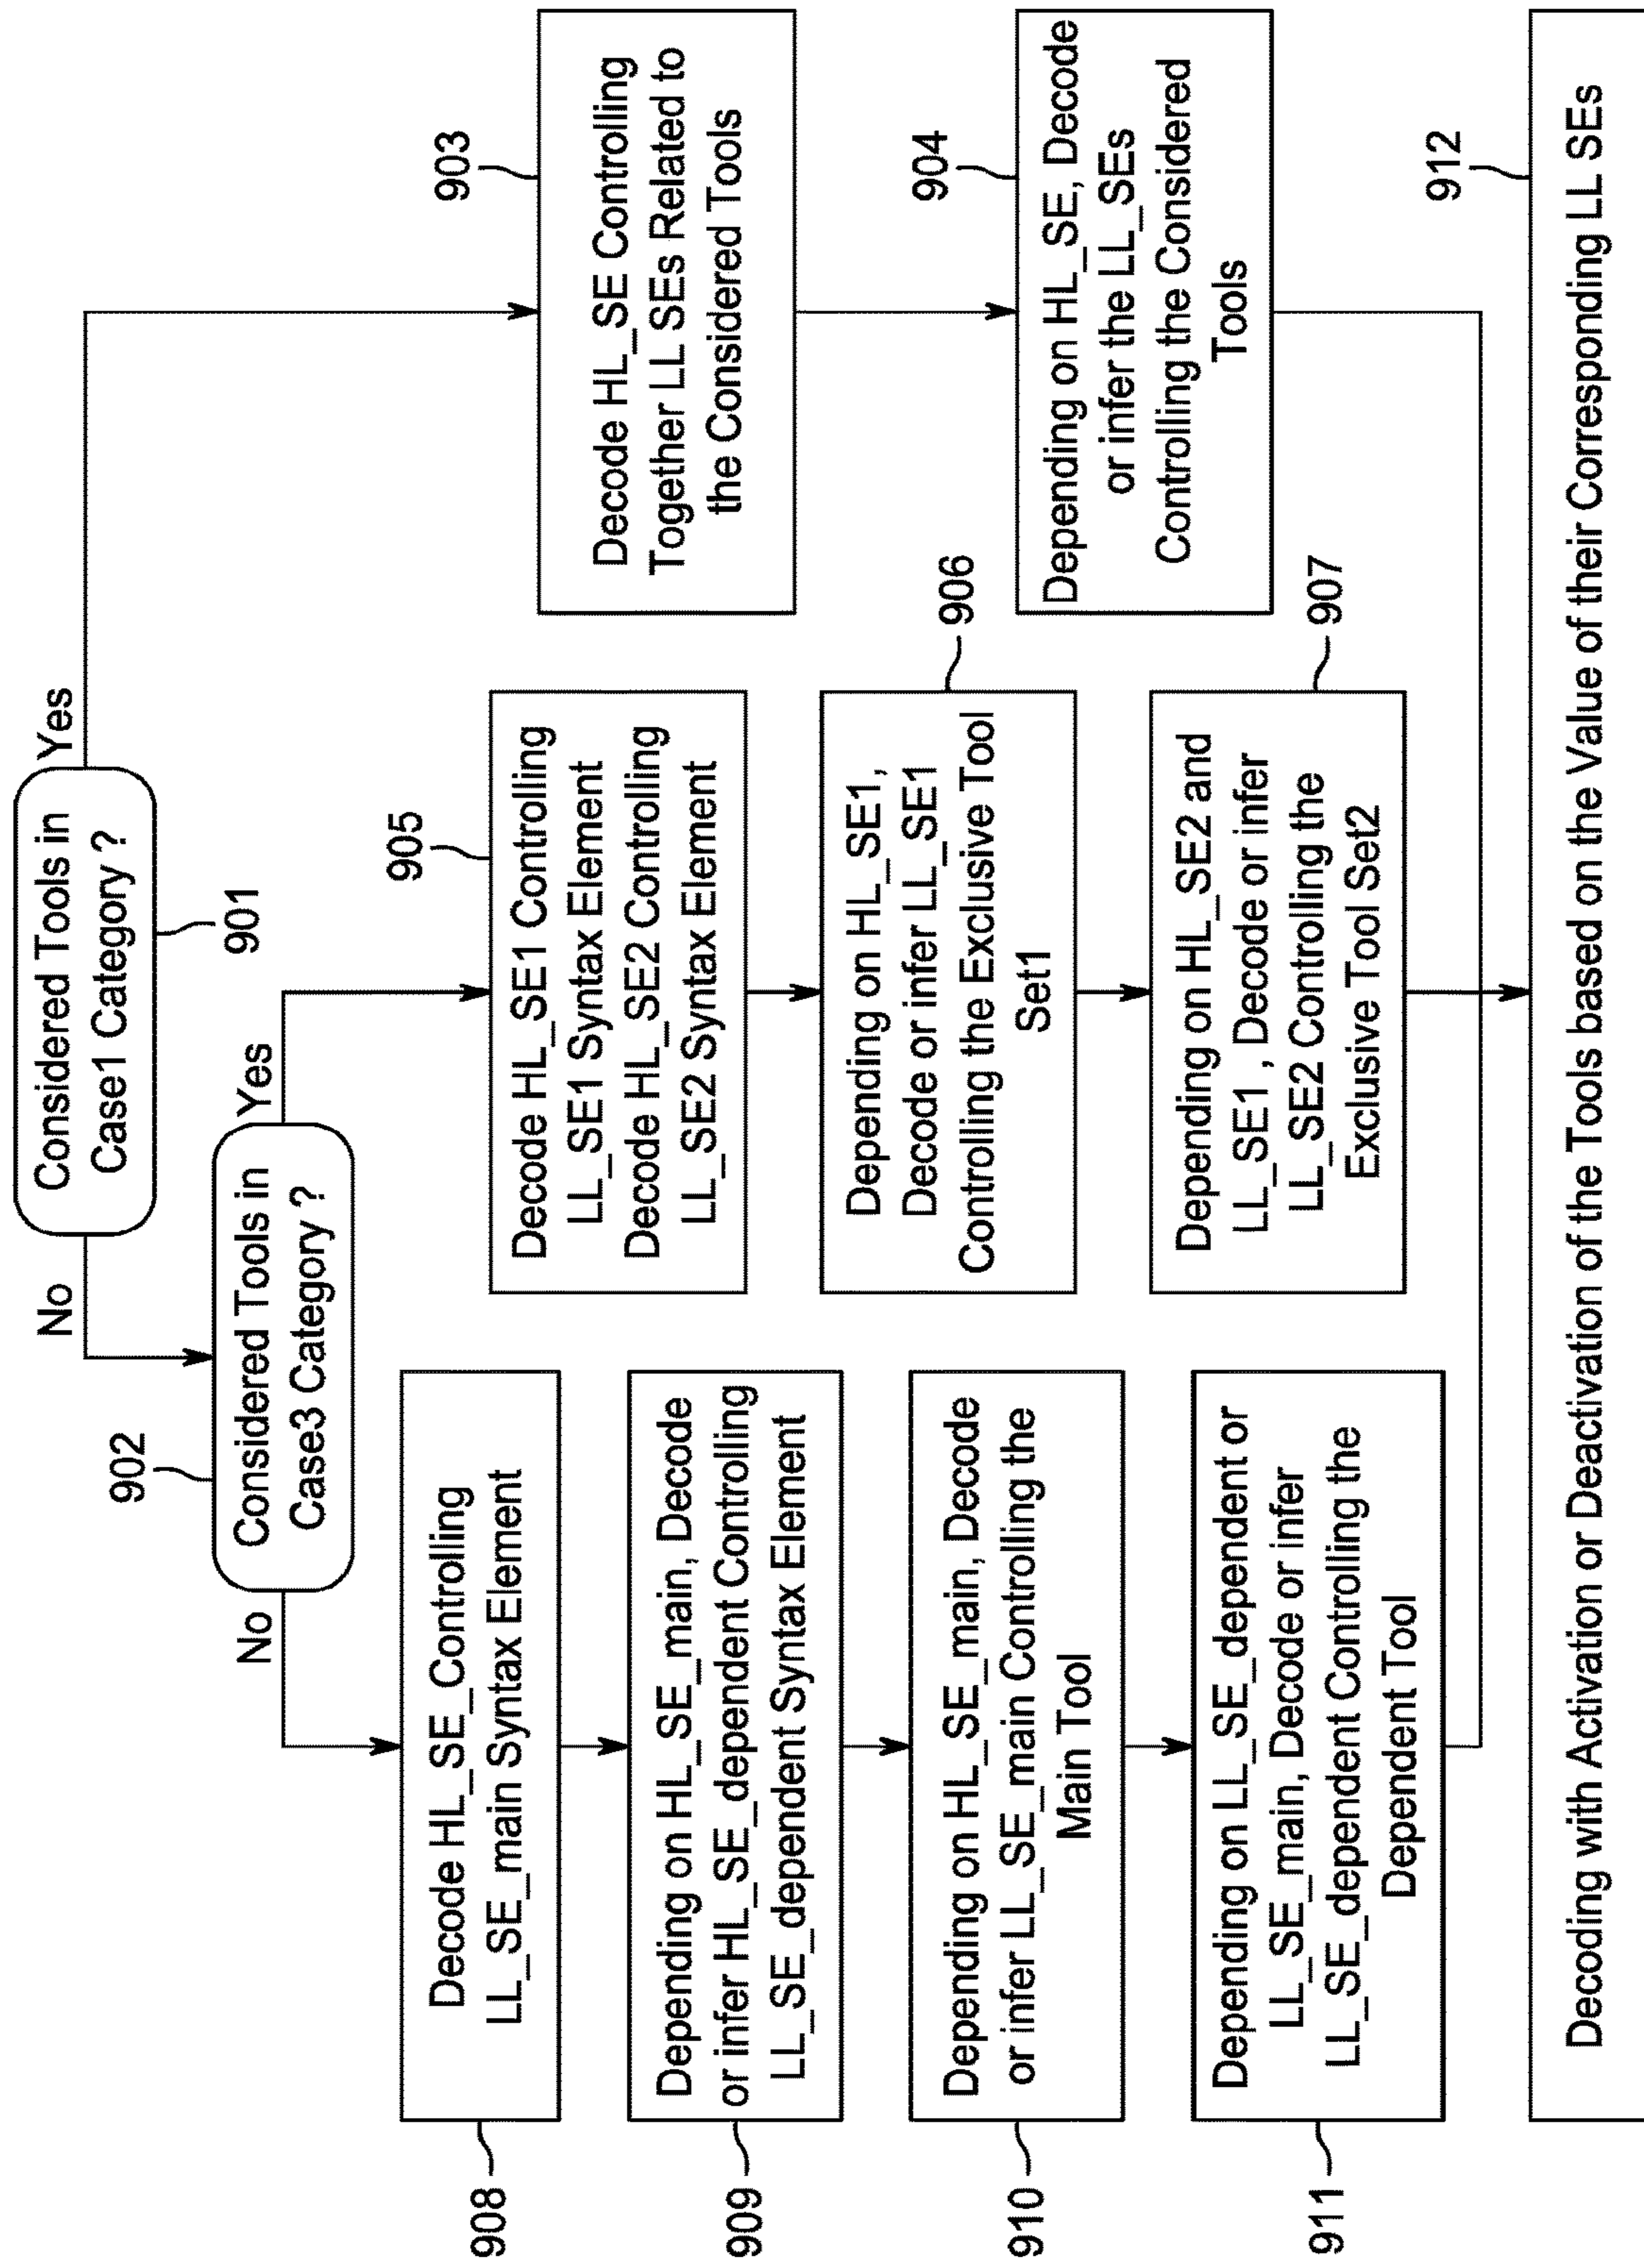 Considered Tools in
Case1 Category ?
Yes
No
901
Considered Tools in
Case3 Category ?
Yes
No
902
Decode HL_SE Controlling
Together LL SEs Related to
the Considered Tools
903
Depending on HL_SE, Decode
or infer the LL_SEs
Controlling the Considered
Tools
904
Decode HL_SE1 Controlling
LL_SE1 Syntax Element
Decode HL_SE2 Controlling
LL_SE2 Syntax Element
905
Depending on HL_SE1,
Decode or infer LL_SE1
Controlling the Exclusive Tool
Set1
906
Depending on HL_SE2 and
LL_SE1, Decode or infer
LL_SE2 Controlling the
Exclusive Tool Set2
907
Decode HL_SE_Controlling
LL_SE_main Syntax Element
908
Depending on HL_SE_main, Decode
or infer HL_SE_dependent Controlling
LL_SE_dependent Syntax Element
909
Depending on HL_SE_main, Decode
or infer LL_SE_main Controlling the
Main Tool
910
Depending on LL_SE_dependent or
LL_SE_main, Decode or infer
LL_SE_dependent Controlling the
Dependent Tool
911
Decoding with Activation or Deactivation of the Tools based on the Value of their Corresponding LL SEs
912